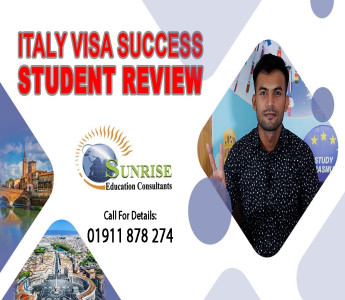 ITALY VISA SUCCESS
STUDENT REVIEW
SUNRISE
Education Consultants
Call For Details:
01911 878 274
STUDY